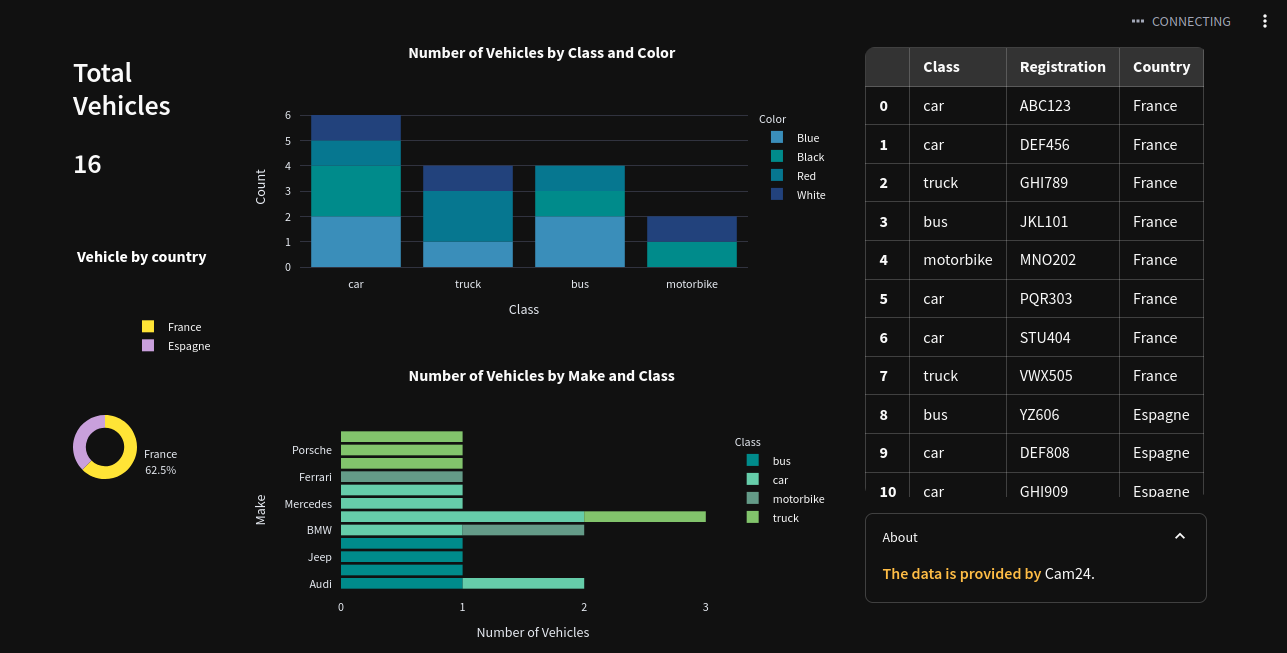 CONNECTING
Total
Vehicles
16
Vehicle by country
France
Espagne
France
62.5%
Number of Vehicles by Class and Color
Count
6
5
4
3
2
1
0
car truck bus motorbike
Class
Color
Blue
Black
Red
White
Number of Vehicles by Make and Class
Make
Porsche
Ferrari
Mercedes
BMW
Jeep
Audi
0 1 2 3
Number of Vehicles
Class
bus
car
motorbike
truck
Class Registration Country
0 car ABC123 France
1 car DEF456 France
2 truck GHI789 France
3 bus JKL101 France
4 motorbike MNO202 France
5 car PQR303 France
6 car STU404 France
7 truck VWX505 France
8 bus YZ606 Espagne
9 car DEF808 Espagne
10 car GHI909 Espagne
About
The data is provided by Cam24.